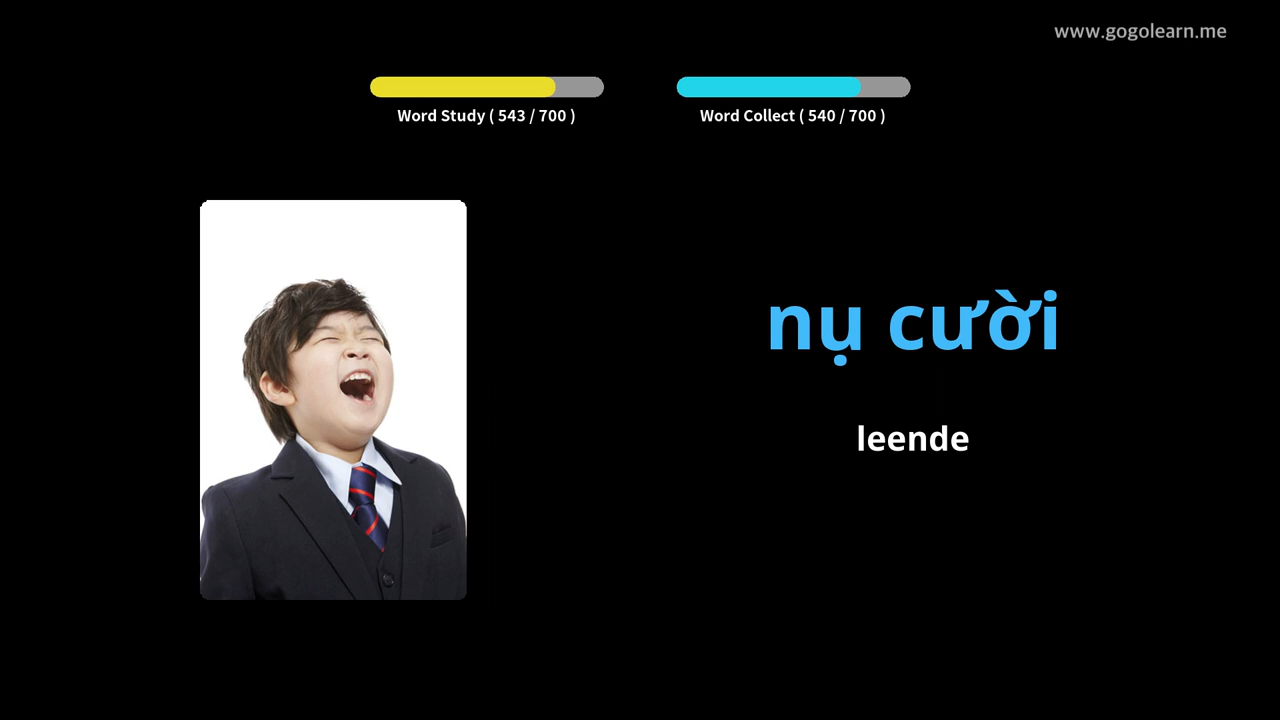 www.gogolearn.me
Word Study ( 543 / 700 )
Word Collect ( 540 / 700 )
nụ cười
leende